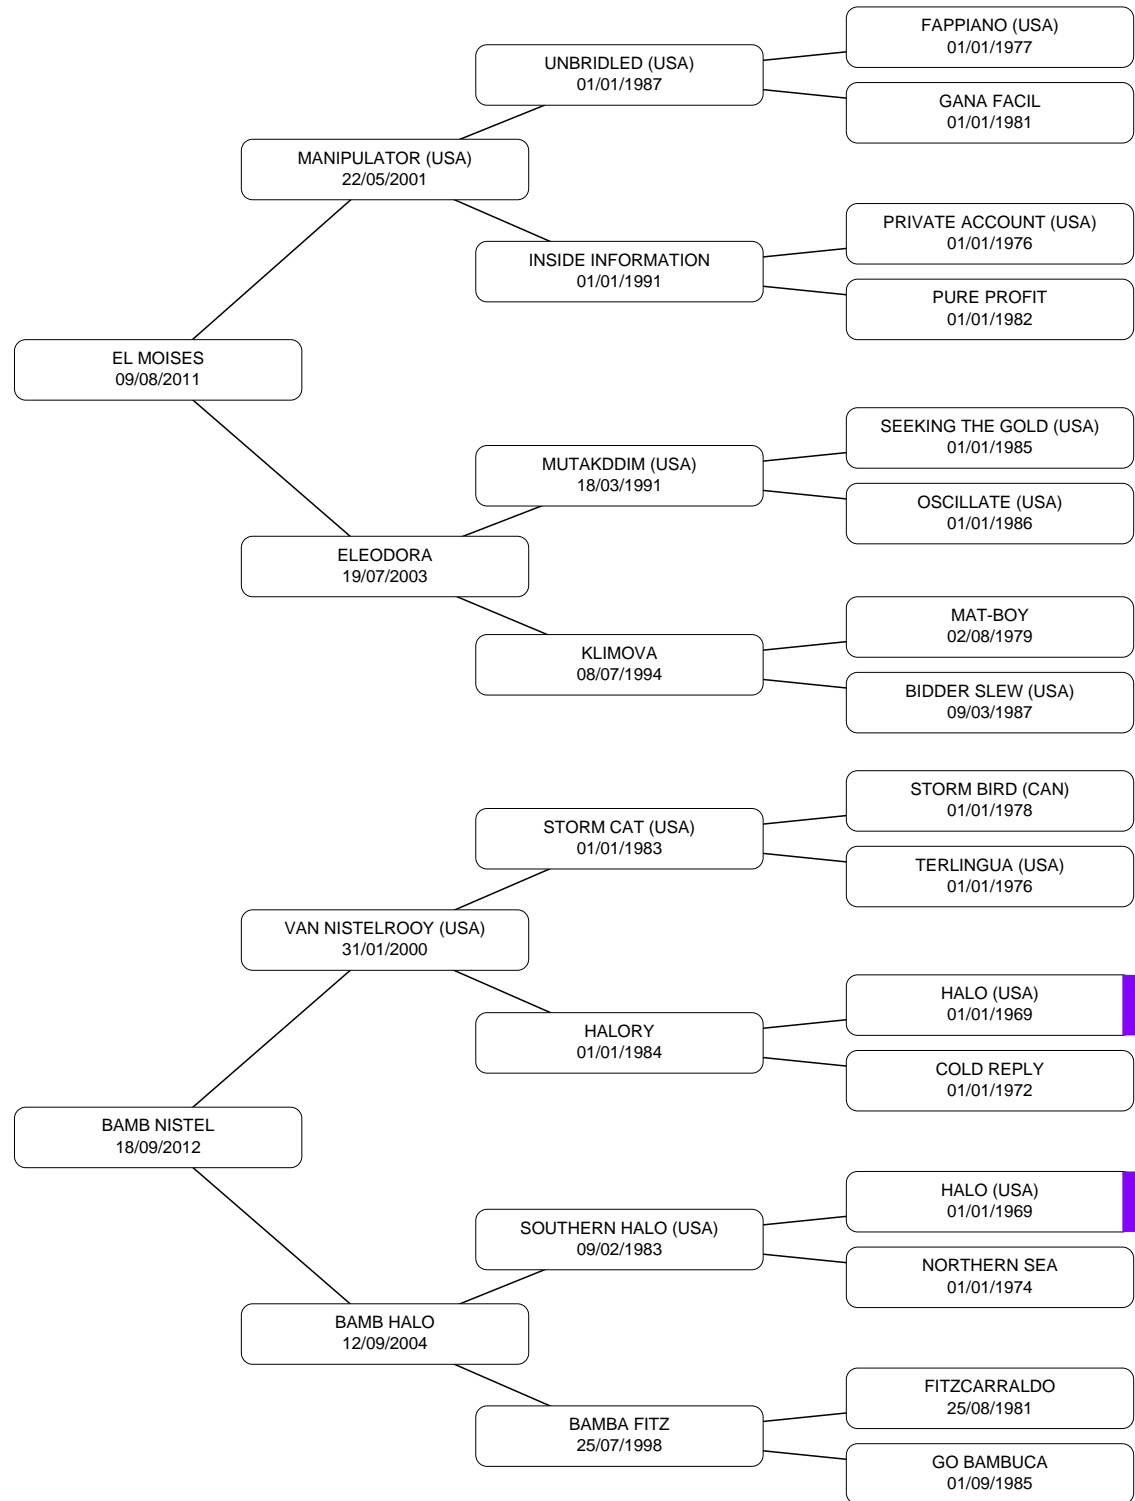 FAPPIANO (USA)
01/01/1977
UNBRIDLED (USA)
01/01/1987
GANA FACIL
01/01/1981
MANIPULATOR (USA)
22/05/2001
PRIVATE ACCOUNT (USA)
01/01/1976
INSIDE INFORMATION
01/01/1991
PURE PROFIT
01/01/1982
EL MOISES
09/08/2011
SEEKING THE GOLD (USA)
01/01/1985
MUTAKDDIM (USA)
18/03/1991
OSCILLATE (USA)
01/01/1986
ELEODORA
19/07/2003
MAT-BOY
02/08/1979
KLIMOVA
08/07/1994
BIDDER SLEW (USA)
09/03/1987
STORM BIRD (CAN)
01/01/1978
STORM CAT (USA)
01/01/1983
TERLINGUA (USA)
01/01/1976
VAN NISTELROOY (USA)
31/01/2000
HALO (USA)
01/01/1969
HALORY
01/01/1984
COLD REPLY
01/01/1972
BAMB NISTEL
18/09/2012
HALO (USA)
01/01/1969
SOUTHERN HALO (USA)
09/02/1983
NORTHERN SEA
01/01/1974
BAMB HALO
12/09/2004
FITZCARRALDO
25/08/1981
BAMBA FITZ
25/07/1998
GO BAMBUCA
01/09/1985